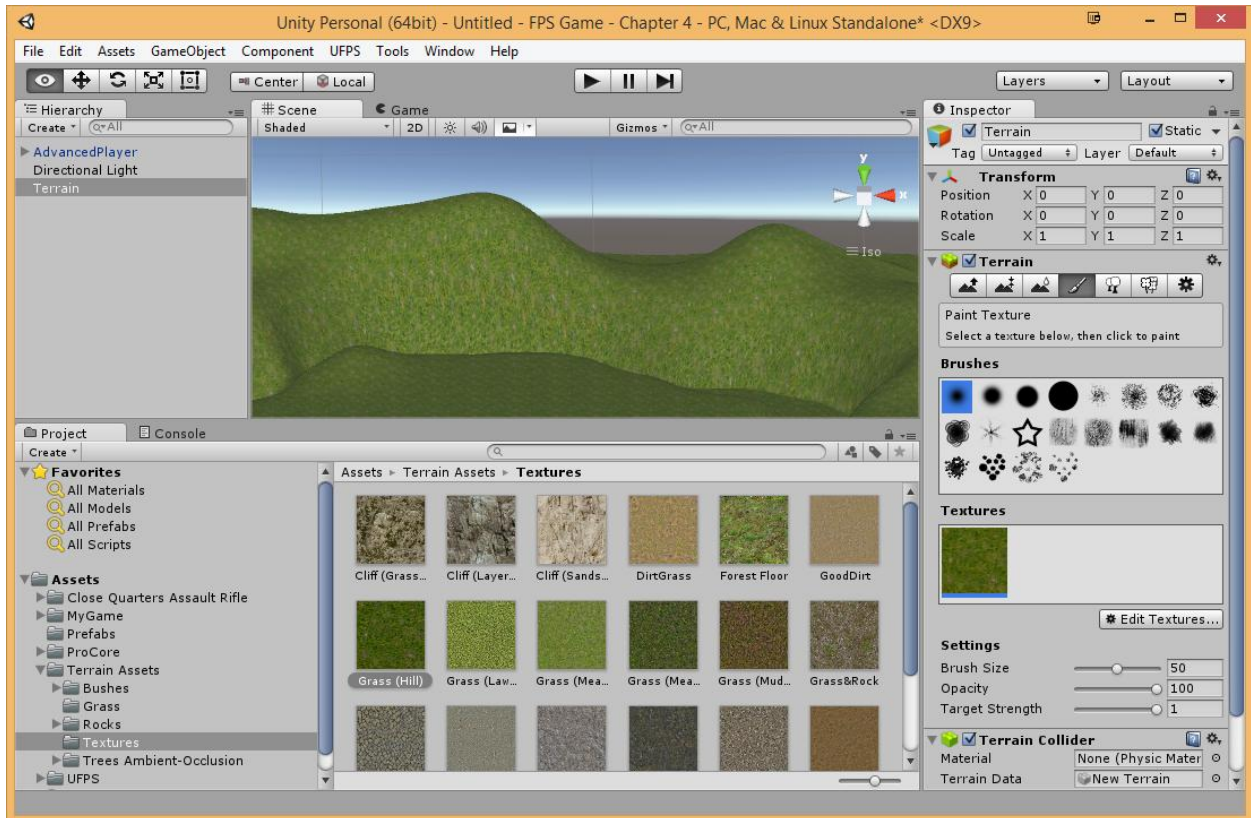 Unity Personal (64bit) - Untitled - FPS Game - Chapter 4 - PC, Mac & Linux Standalone* <DX9>
File Edit Assets GameObject Component UFPS Tools Window Help
Center Local Layers Layout
Hierarchy
Create All
AdvancedPlayer
Directional Light
Terrain
Scene Game
Shaded 2D Gizmos All
y
x
Iso
Project Console
Create
Favorites
All Materials
All Models
All Prefabs
All Scripts
Assets
Close Quarters Assault Rifle
MyGame
Prefabs
ProCore
Terrain Assets
Bushes
Grass
Rocks
Textures
Trees Ambient-Occlusion
UFPS
Assets Terrain Assets Textures
Cliff (Grass... Cliff (Layer... Cliff (Sands... DirtGrass Forest Floor GoodDirt
Grass (Hill) Grass (Law... Grass (Mea... Grass (Mea... Grass (Mud... Grass&Rock
Inspector
Terrain Static
Tag Untagged Layer Default
Transform
Position X 0 Y 0 Z 0
Rotation X 0 Y 0 Z 0
Scale X 1 Y 1 Z 1
Terrain
Paint Texture
Select a texture below, then click to paint
Brushes
Textures
Edit Textures...
Settings
Brush Size 50
Opacity 100
Target Strength 1
Terrain Collider
Material None (Physic Mater
Terrain Data New Terrain